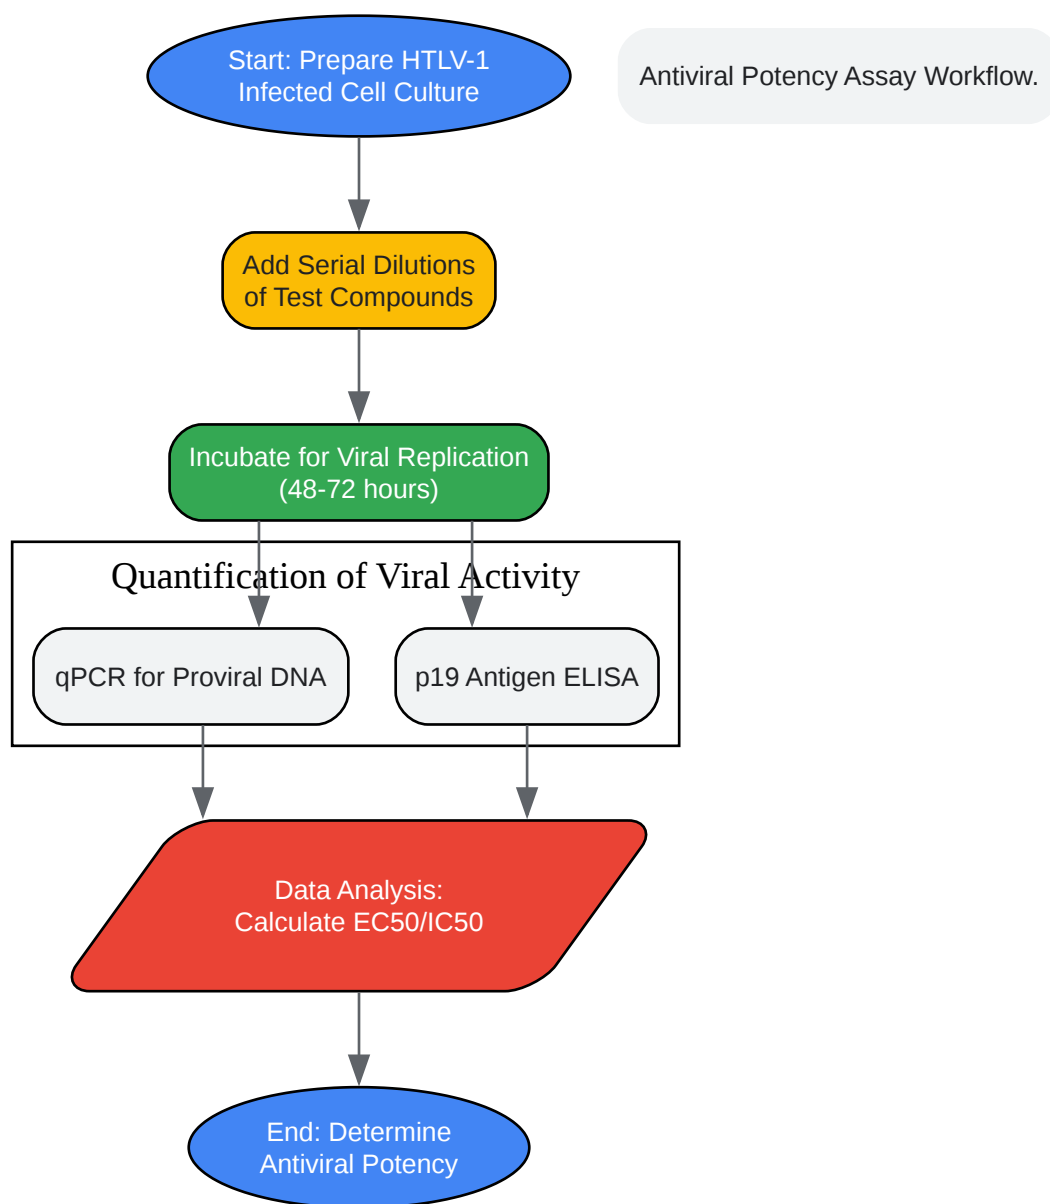 Start: Prepare HTLV-1
Infected Cell Culture
Antiviral Potency Assay Workflow.
Add Serial Dilutions
of Test Compounds
Incubate for Viral Replication
(48-72 hours)
Quantification of Viral Activity
qPCR for Proviral DNA
p19 Antigen ELISA
Data Analysis:
Calculate EC50/IC50
End: Determine
Antiviral Potency